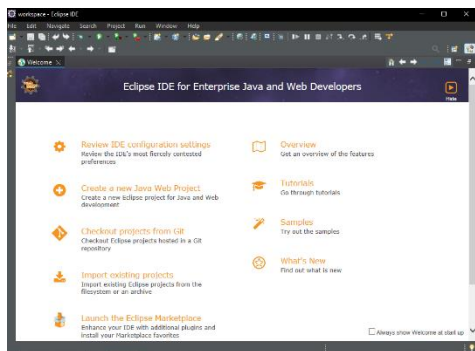 workspace - Eclipse IDE
File Edit Navigate Search Project Run Window Help
Welcome
Eclipse IDE for Enterprise Java and Web Developers
Hide
Review IDE configuration settings
Review the IDE's most fiercely contested
preferences
Create a new Java Web Project
Create a new Eclipse project for Java and Web
development
Checkout projects from Git
Checkout Eclipse projects hosted in a Git
repository
Import existing projects
Import existing Eclipse projects from the
filesystem or an archive
Launch the Eclipse Marketplace
Enhance your IDE with additional plugins and
install your Marketplace favorites
Overview
Get an overview of the features
Tutorials
Go through tutorials
Samples
Try out the samples
What's New
Find out what is new
Always show Welcome at start up